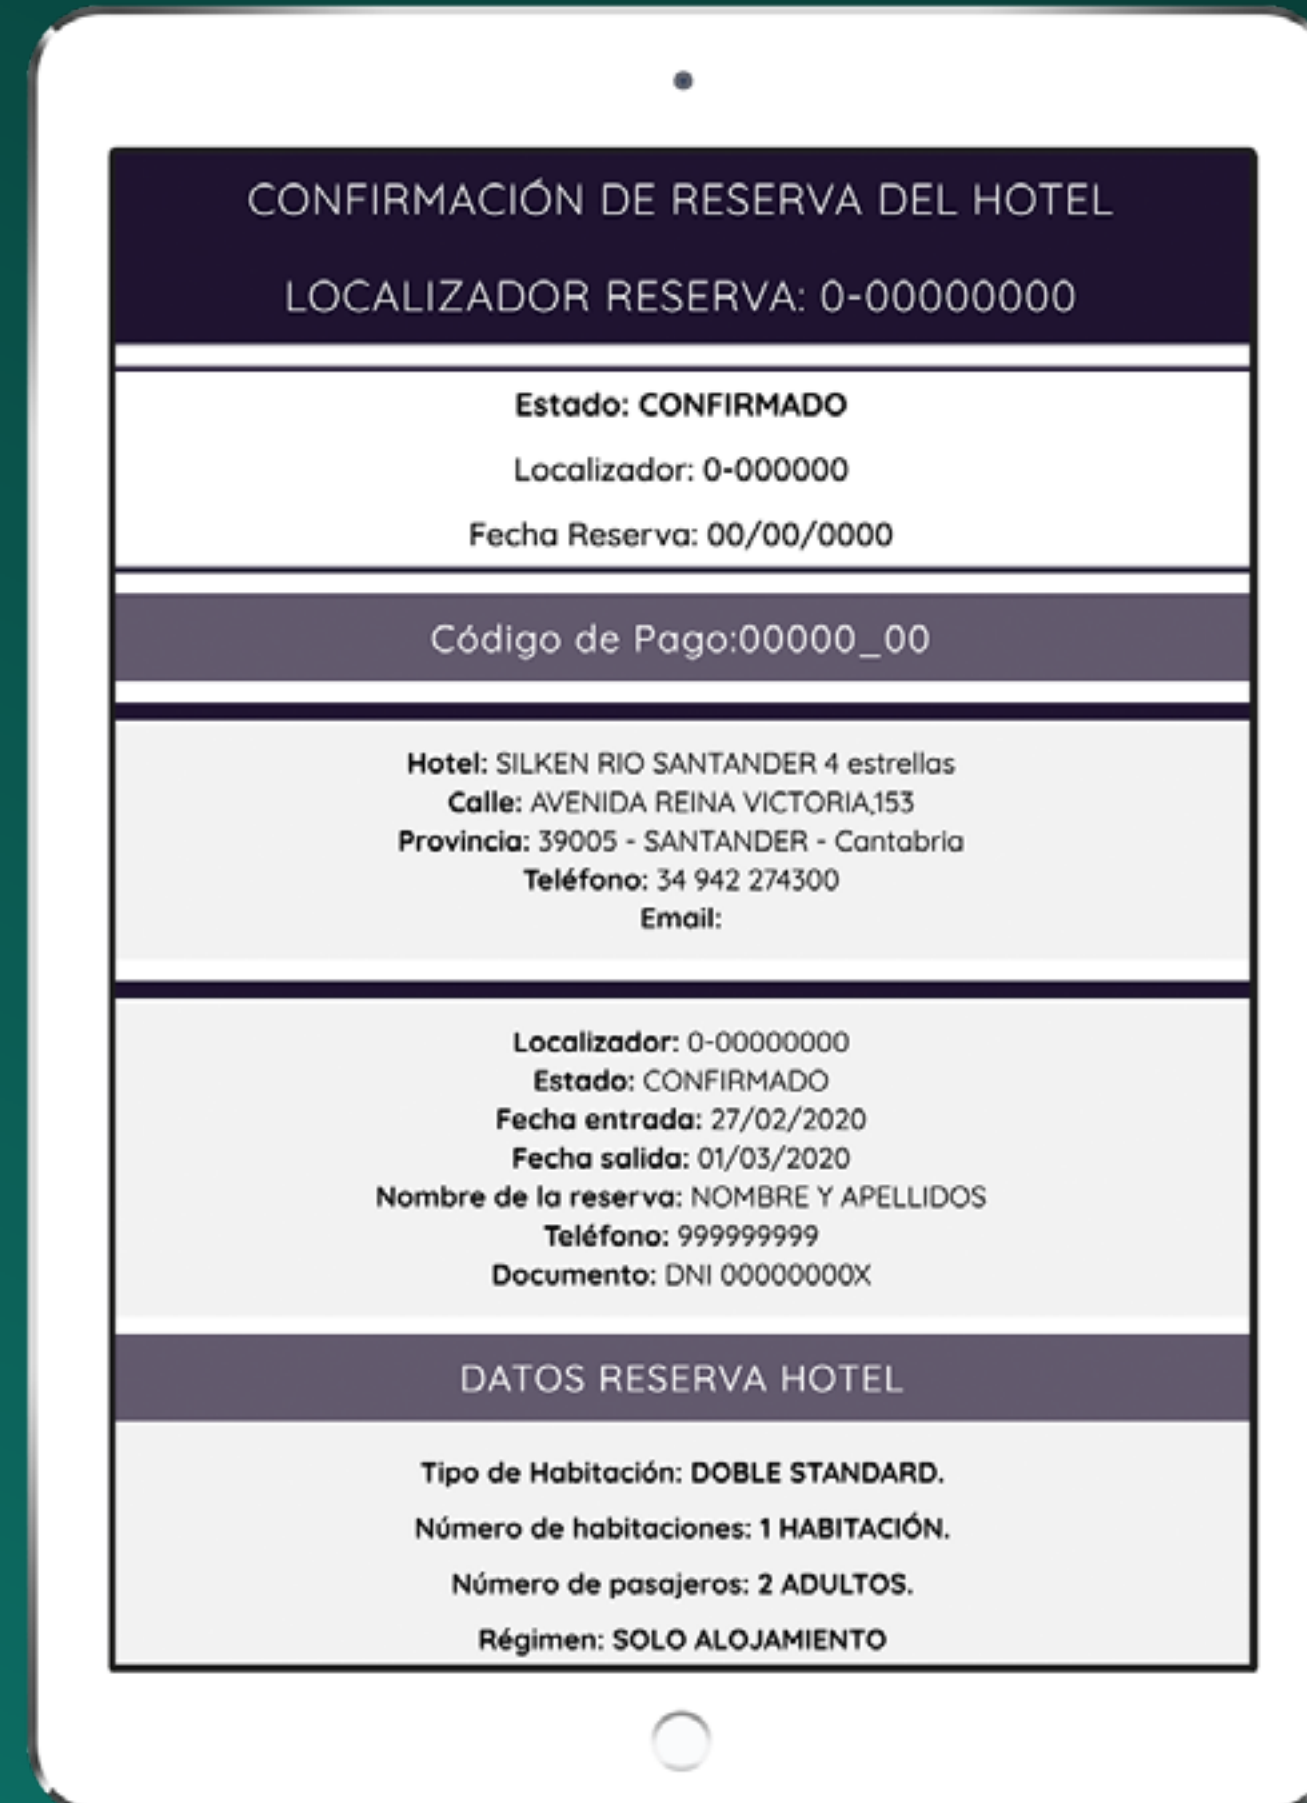 CONFIRMACIÓN DE RESERVA DEL HOTEL
LOCALIZADOR RESERVA: 0-00000000
Estado: CONFIRMADO
Localizador: 0-000000
Fecha Reserva: 00/00/0000
Código de Pago:00000_00
Hotel: SILKEN RIO SANTANDER 4 estrellas
Calle: AVENIDA REINA VICTORIA,153
Provincia: 39005 - SANTANDER - Cantabria
Teléfono: 34 942 274300
Email:
Localizador: 0-00000000
Estado: CONFIRMADO
Fecha entrada: 27/02/2020
Fecha salida: 01/03/2020
Nombre de la reserva: NOMBRE Y APELLIDOS
Teléfono: 999999999
Documento: DNI 00000000X
DATOS RESERVA HOTEL
Tipo de Habitación: DOBLE STANDARD.
Número de habitaciones: 1 HABITACIÓN.
Número de pasajeros: 2 ADULTOS.
Régimen: SOLO ALOJAMIENTO